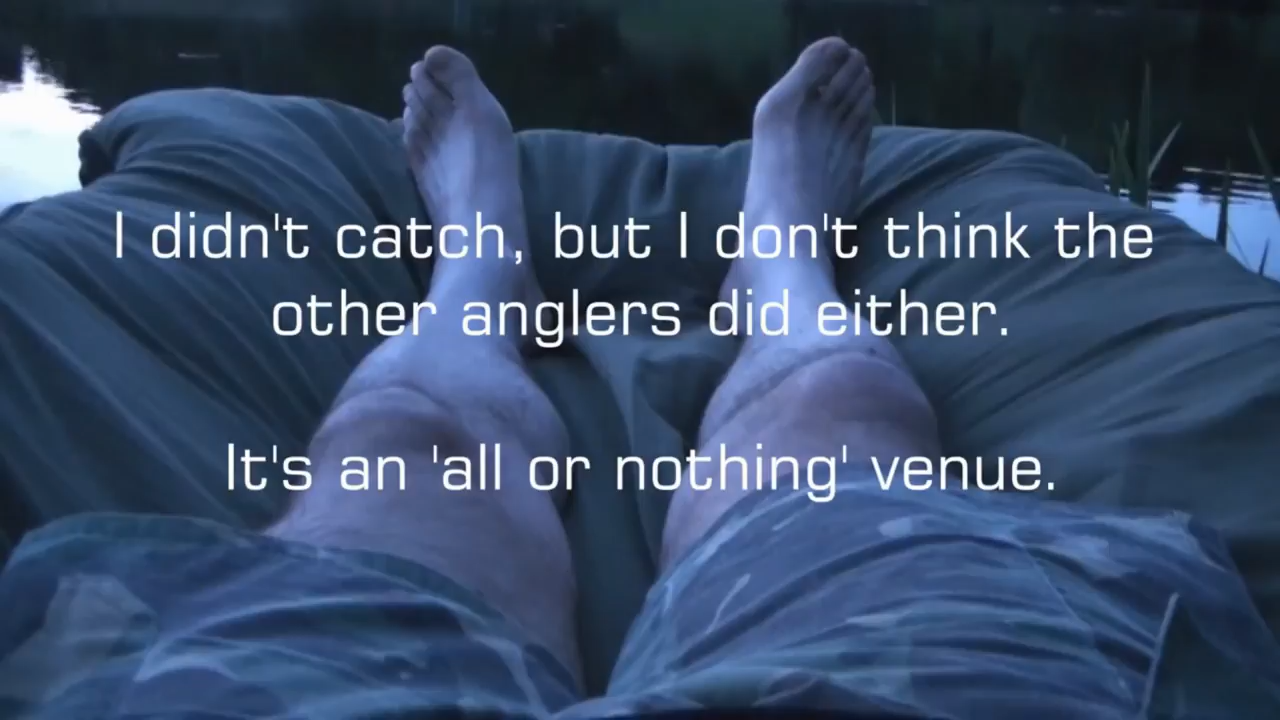 I didn't catch, but I don't think the
other anglers did either.
It's an 'all or nothing' venue.